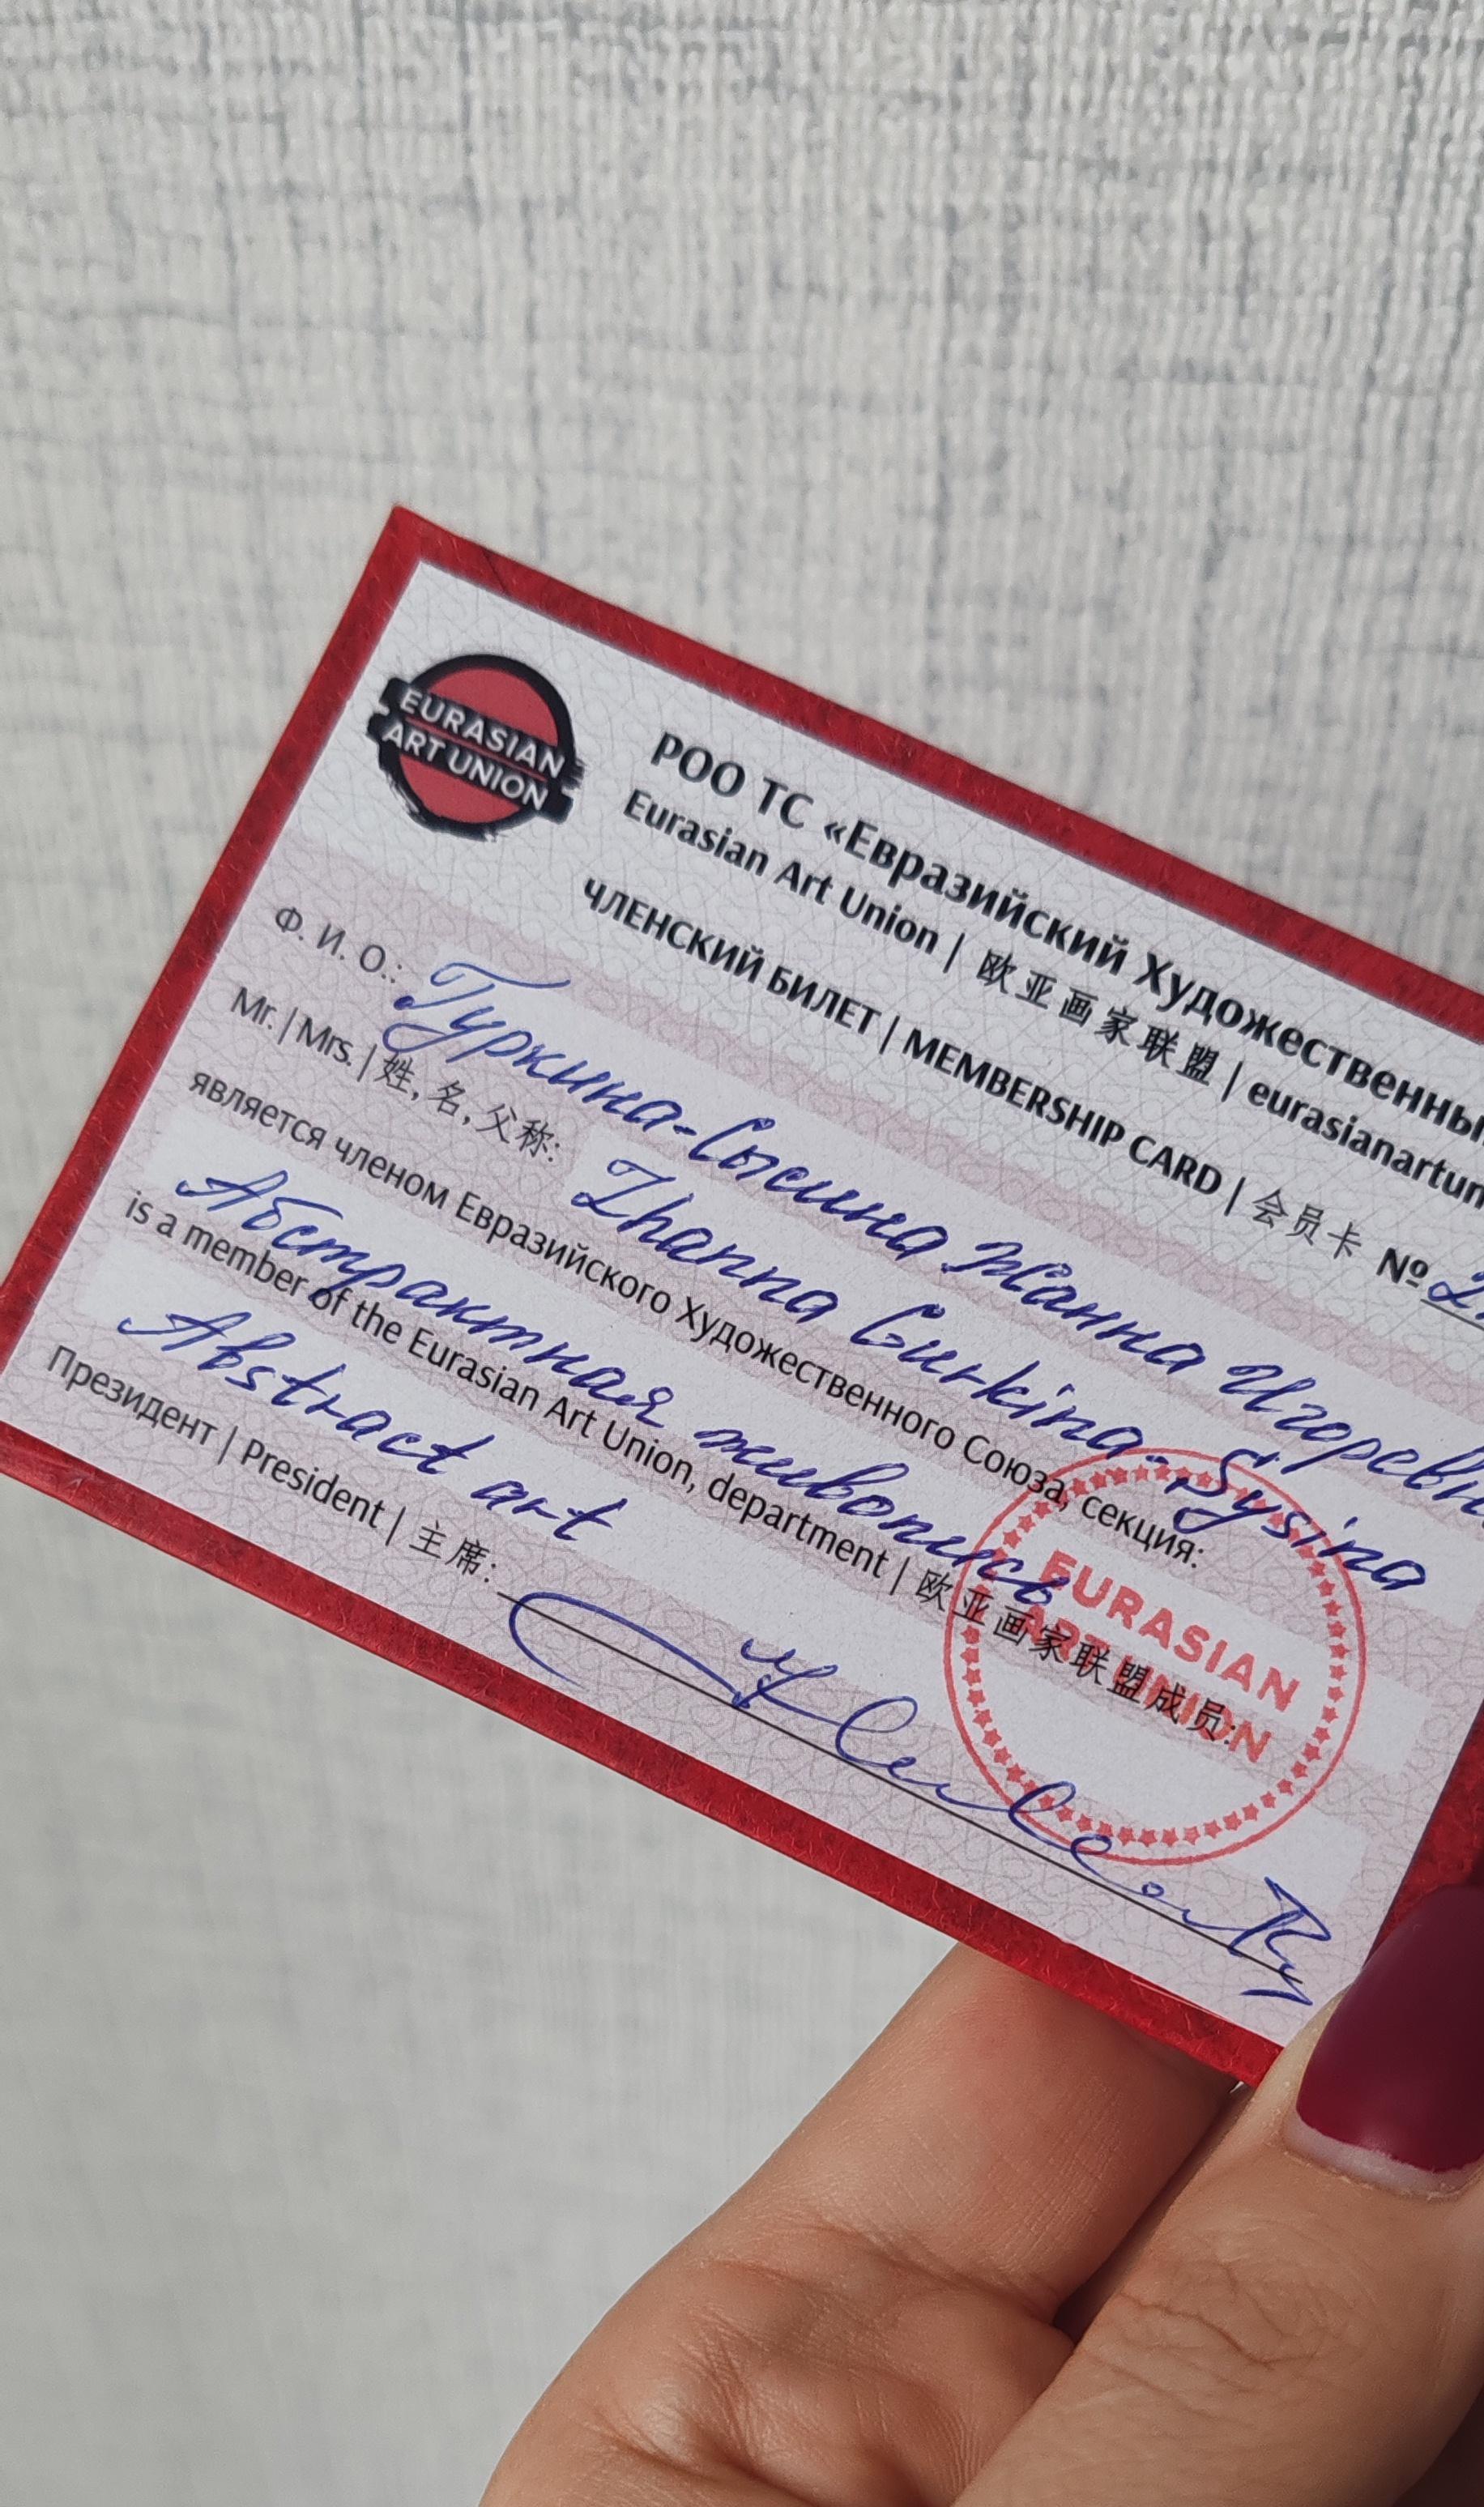 EURASIAN
ART UNION
РОО ТС «Евразийский Художественны
Eurasian Art Union | 欧亚画家联盟 | eurasianartun
ЧЛЕНСКИЙ БИЛЕТ | MEMBERSHIP CARD | 会员卡 № 2
Ф. И. О.: Гуркина-Сысина Жанна Игоревн
Mr. | Mrs. | 姓, 名, 父称: Zhanna Gurkina-Sysina
является членом Евразийского Художественного Союза, секция:
Абстрактная живопись
is a member of the Eurasian Art Union, department | 欧亚画家联盟成员:
Abstract art
Президент | President | 主席:
EURASIAN
ART UNION